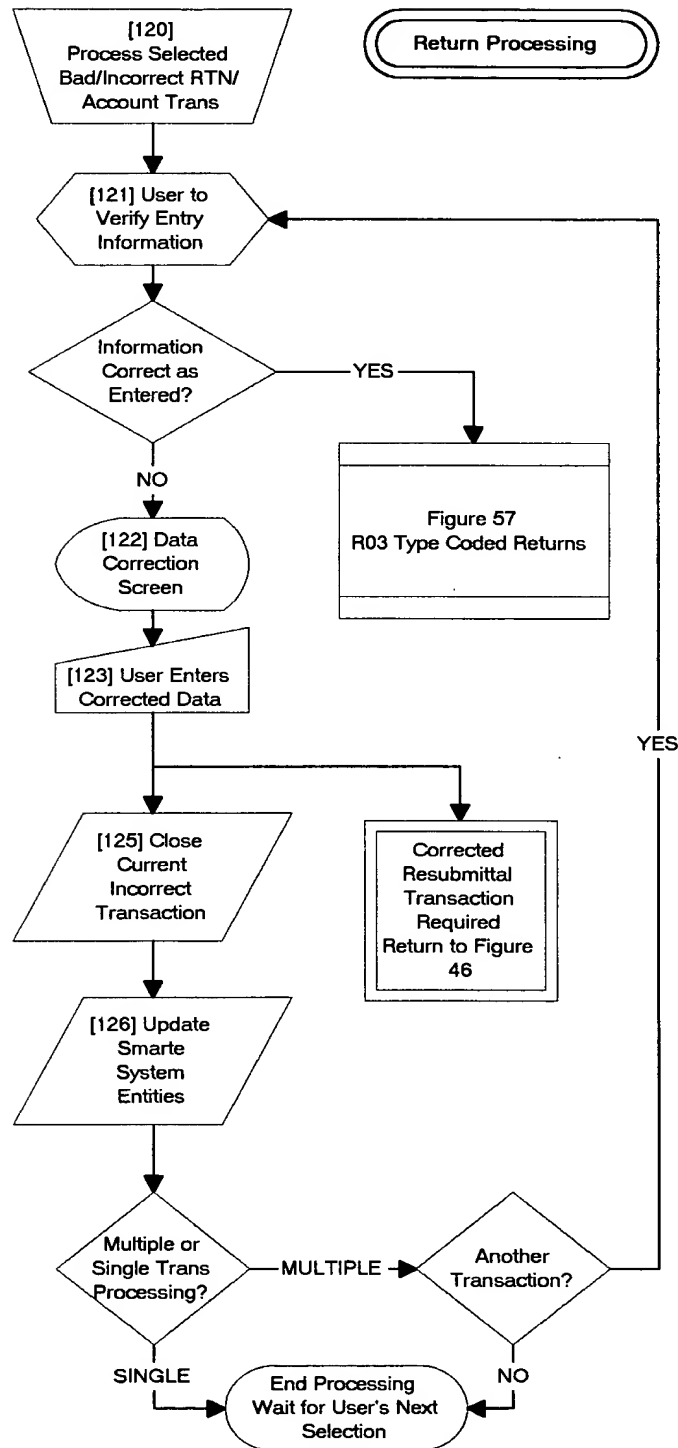 [120]
Process Selected
Bad/Incorrect RTN/
Account Trans
Return Processing
[121] User to
Verify Entry
Information
Information
Correct as
Entered?
YES
NO
Figure 57
R03 Type Coded Returns
[122] Data
Correction
Screen
[123] User Enters
Corrected Data
YES
[125] Close
Current
Incorrect
Transaction
Corrected
Resubmittal
Transaction
Required
Return to Figure
46
[126] Update
Smarte
System
Entities
Multiple or
Single Trans
Processing?
MULTIPLE
Another
Transaction?
SINGLE
NO
End Processing
Wait for User's Next
Selection